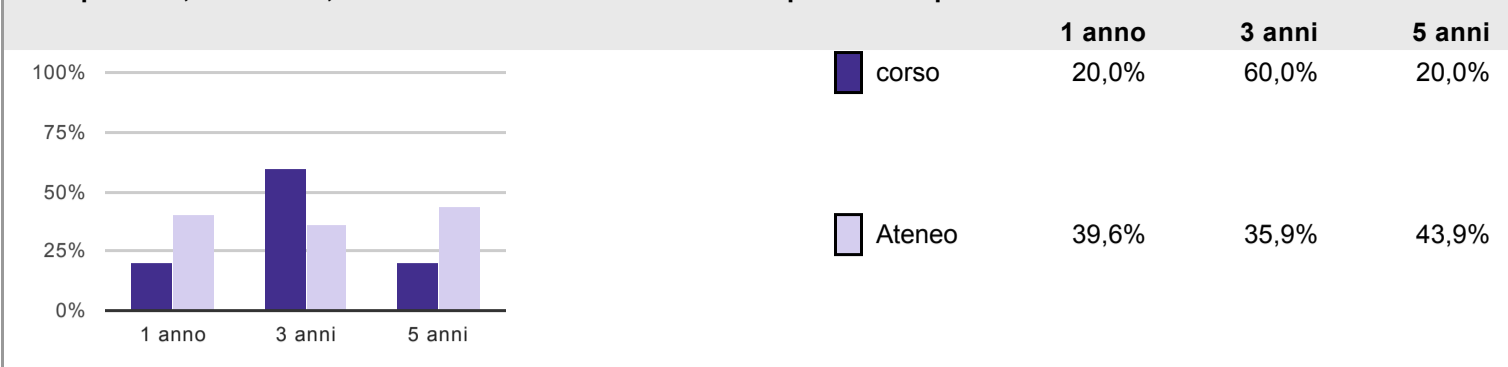 1 anno 3 anni 5 anni
100%
75%
50%
25%
0%
1 anno 3 anni 5 anni
corso 20,0% 60,0% 20,0%
Ateneo 39,6% 35,9% 43,9%